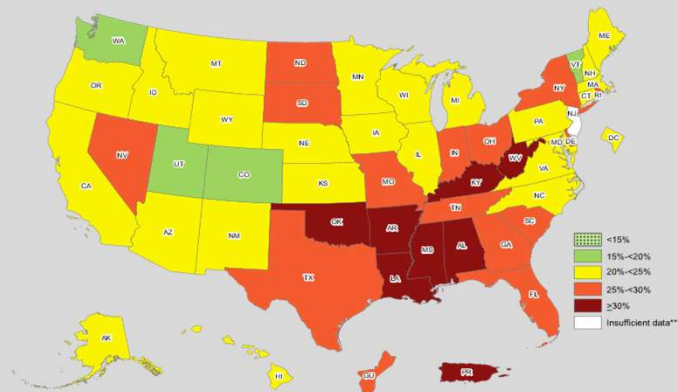 WA
MT
ND
MN
ME
VT
NH
OR
ID
SD
WI
MI
NY
MA
CT
RI
WY
IA
PA
NJ
NE
NV
UT
CO
IL
IN
OH
MD
DE
DC
CA
KS
MO
KY
WV
VA
AZ
NM
OK
AR
TN
NC
SC
TX
LA
MS
AL
GA
FL
AK
HI
GU
PR
<15%
15%-<20%
20%-<25%
25%-<30%
≥30%
Insufficient data**